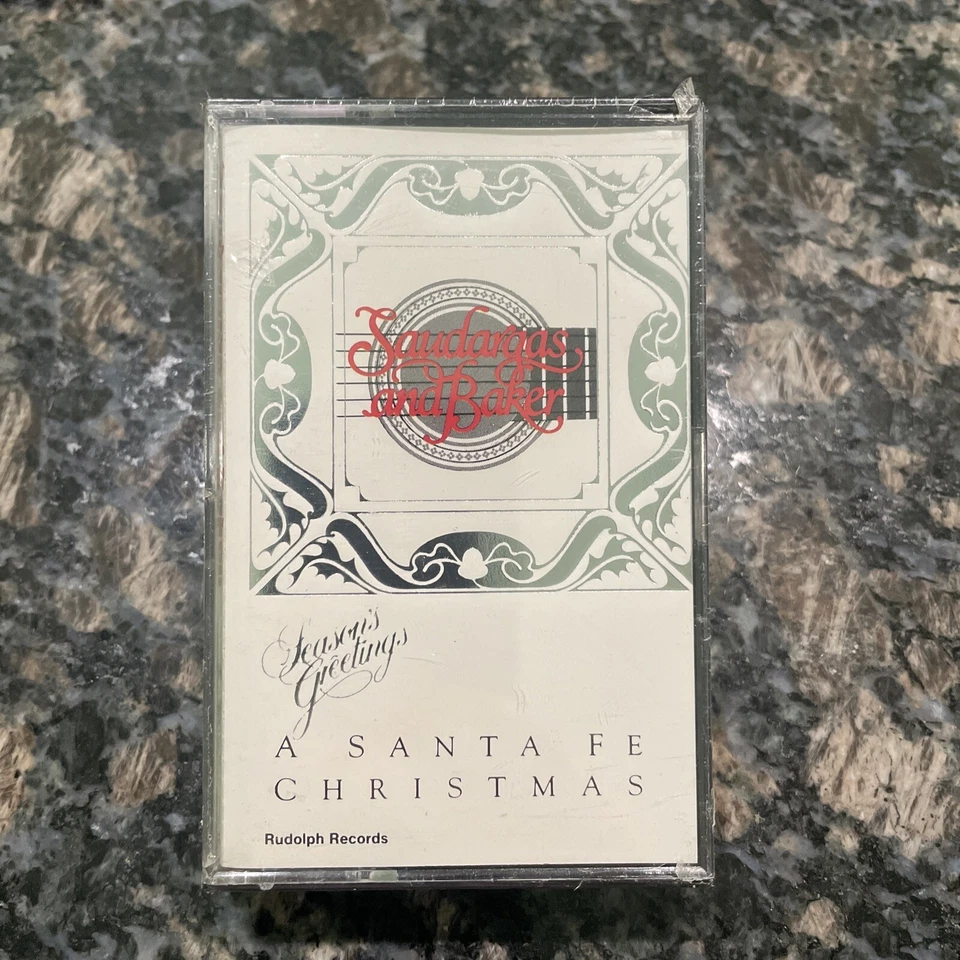 Saudargas
and Baker
Season's
Greetings
A SANTA FE
CHRISTMAS
Rudolph Records